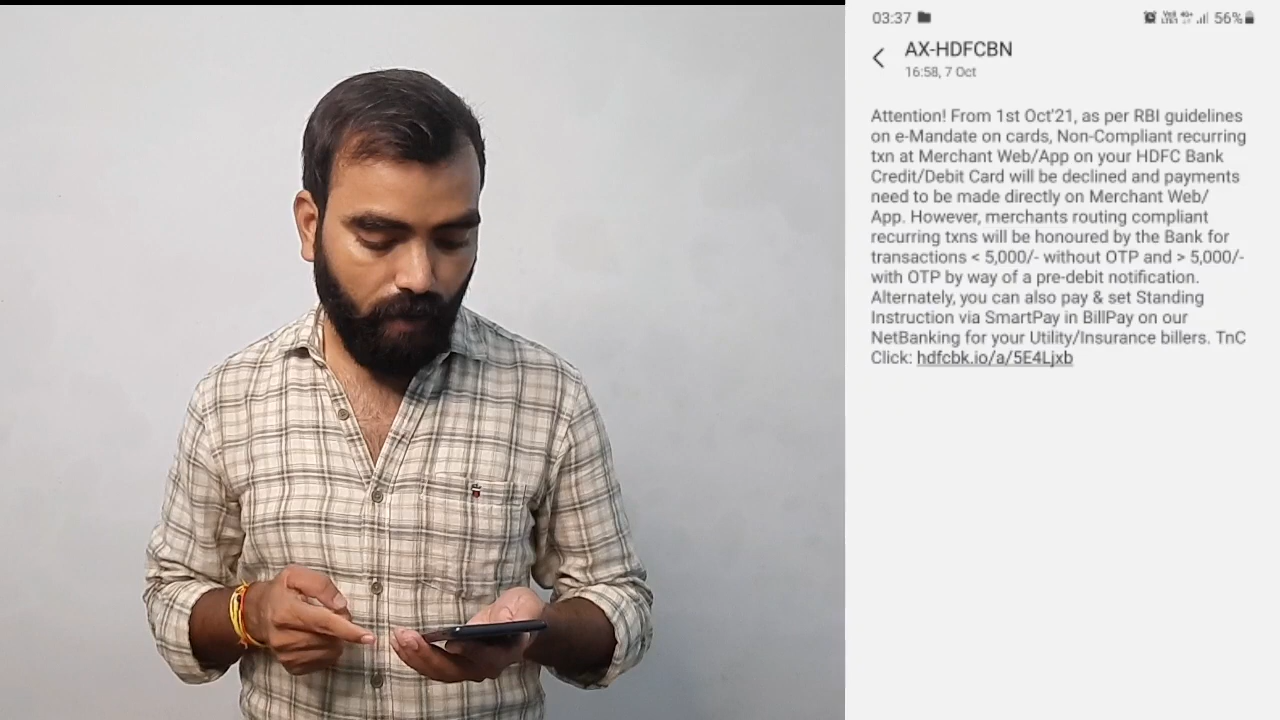 03:37
56%
AX-HDFCBN
16:58, 7 Oct
Attention! From 1st Oct'21, as per RBI guidelines
on e-Mandate on cards, Non-Compliant recurring
txn at Merchant Web/App on your HDFC Bank
Credit/Debit Card will be declined and payments
need to be made directly on Merchant Web/
App. However, merchants routing compliant
recurring txns will be honoured by the Bank for
transactions < 5,000/- without OTP and > 5,000/-
with OTP by way of a pre-debit notification.
Alternately, you can also pay & set Standing
Instruction via SmartPay in BillPay on our
NetBanking for your Utility/Insurance billers. TnC
Click: hdfcbk.io/a/5E4Ljxb